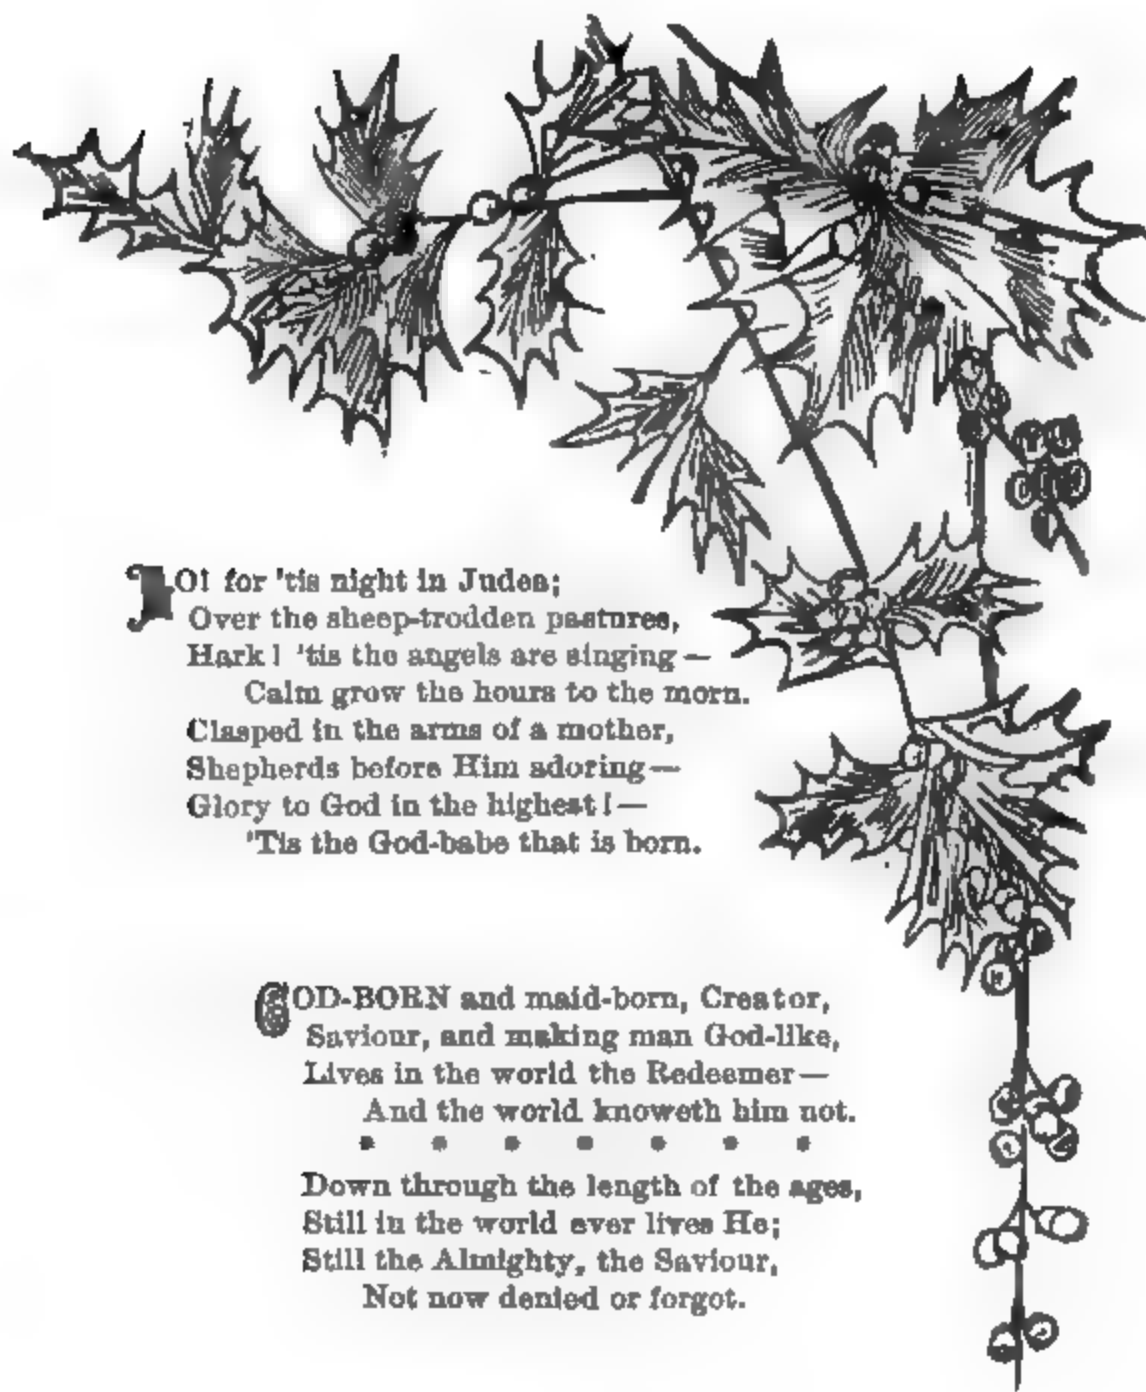 LO! for 'tis night in Judea;
Over the sheep-trodden pastures,
Hark! 'tis the angels are singing—
Calm grow the hours to the morn.
Clasped in the arms of a mother,
Shepherds before Him adoring—
Glory to God in the highest!—
'Tis the God-babe that is born.
GOD-BORN and maid-born, Creator,
Saviour, and making man God-like,
Lives in the world the Redeemer—
And the world knoweth him not.
* * * * * * *
Down through the length of the ages,
Still in the world ever lives He;
Still the Almighty, the Saviour,
Not now denied or forgot.